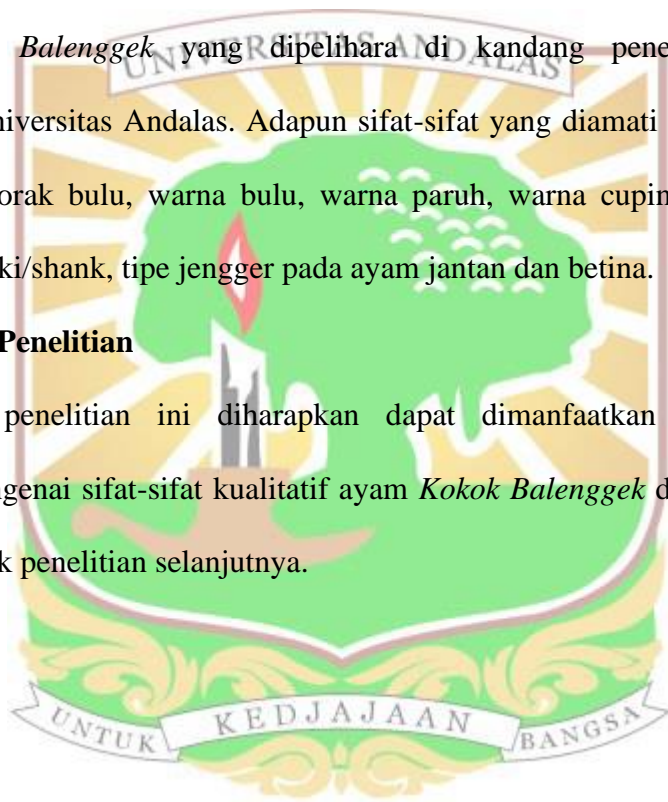 Balenggek yang dipelihara di kandang pene
UNIVERSITAS ANDALAS
niversitas Andalas. Adapun sifat-sifat yang diamati
orak bulu, warna bulu, warna paruh, warna cupin
ki/shank, tipe jengger pada ayam jantan dan betina.
Penelitian
penelitian ini diharapkan dapat dimanfaatkan
ngenai sifat-sifat kualitatif ayam Kokok Balenggek d
k penelitian selanjutnya.
UNTUK KEDJAJAAN BANGSA